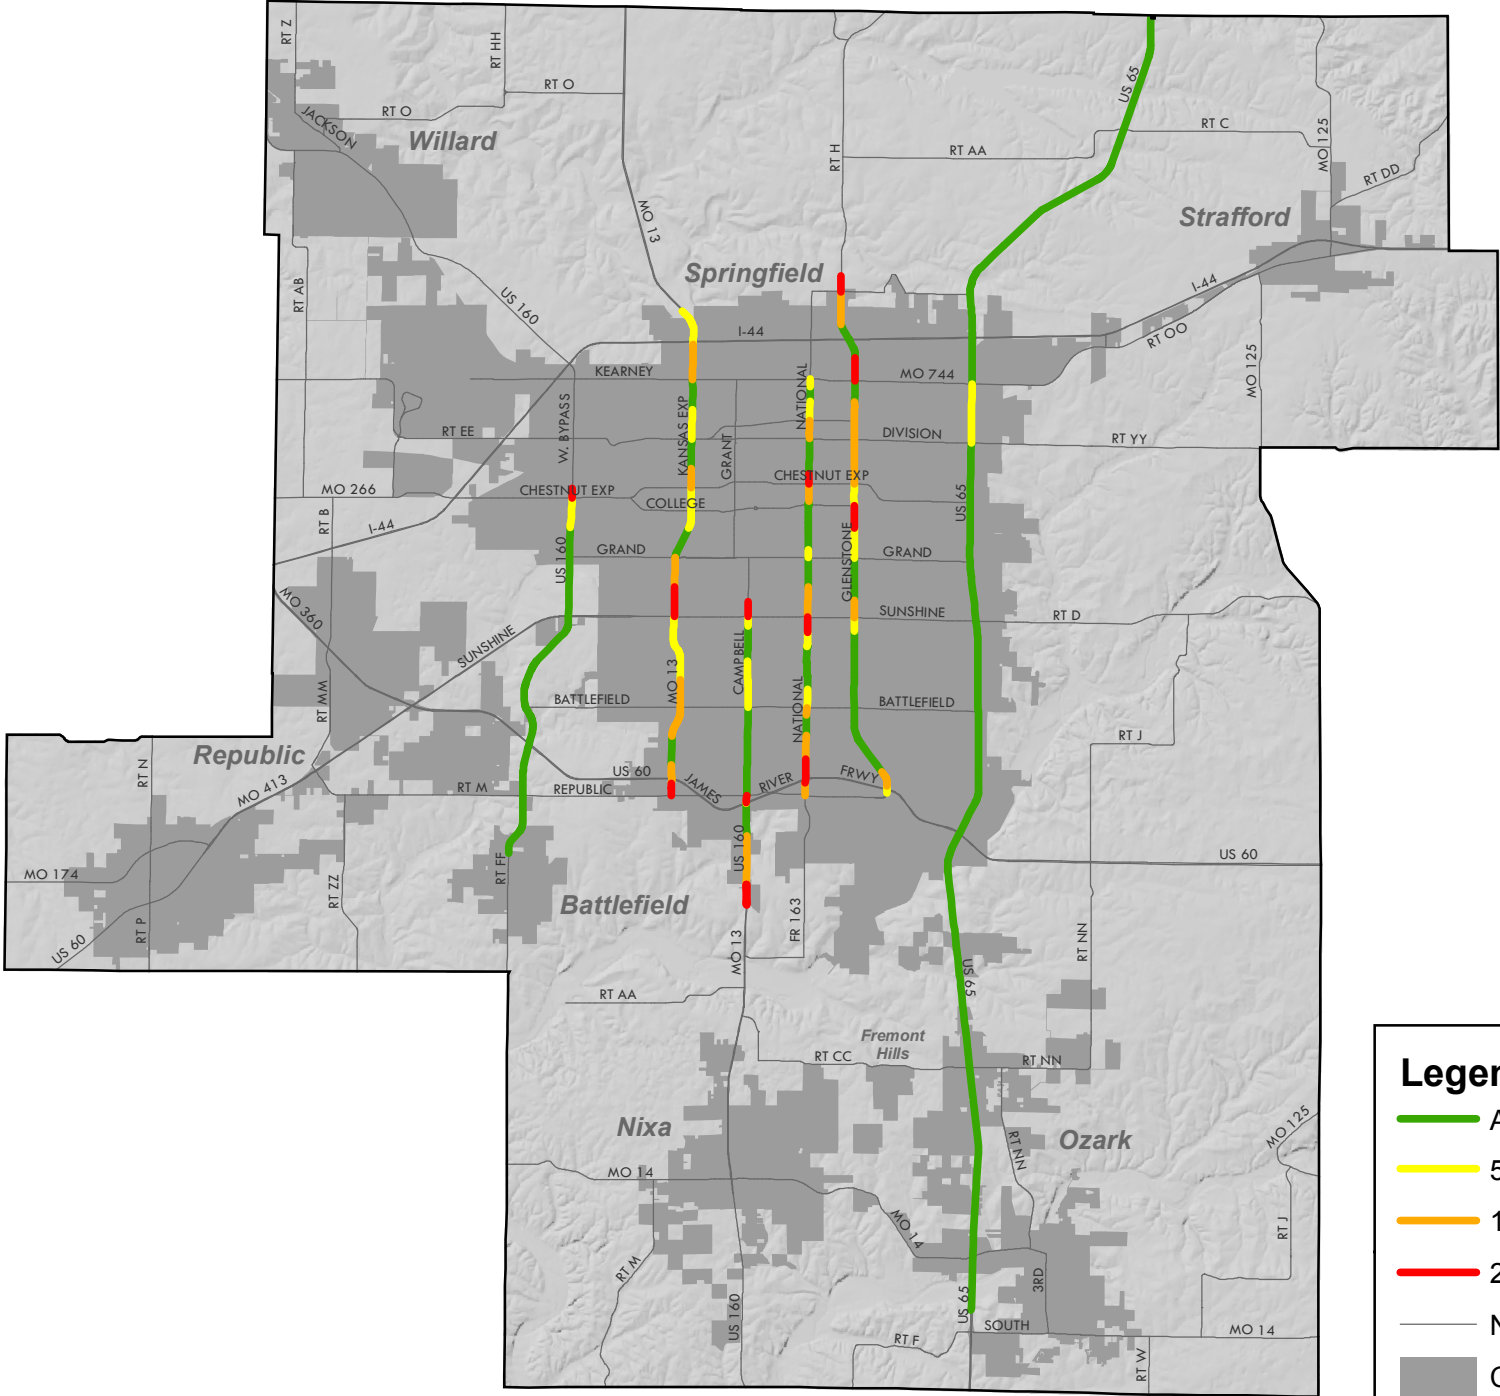 RT Z
RT HH
RT O
RT O
JACKSON
Willard
US 65
RT C
RT AA
RT H
MO 125
RT DD
MO 13
Strafford
Springfield
RT AB
US 160
I-44
I-44
RT OO
KEARNEY
MO 744
MO 125
NATIONAL
W. BYPASS
KANSAS EXP
GRANT
RT EE
DIVISION
RT YY
CHESTNUT EXP
MO 266
CHESTNUT EXP
COLLEGE
US 65
RT B
I-44
GRAND
GRAND
US 160
GLENSTONE
MO 360
SUNSHINE
RT D
SUNSHINE
CAMPBELL
MO 13
RT MM
BATTLEFIELD
BATTLEFIELD
NATIONAL
RT J
Republic
RT N
MO 413
US 60
JAMES
RIVER
FRWY
RT M
REPUBLIC
US 160
US 60
RT FF
MO 174
RT ZZ
Battlefield
RT P
FR 163
US 60
MO 13
RT NN
US 65
RT AA
Fremont
Hills
RT CC
RT NN
Legen
A
Nixa
Ozark
MO 125
RT NN
MO 14
5
MO 14
RT J
1
RT M
3RD
2
US 160
US 65
SOUTH
MO 14
RT F
N
RT W